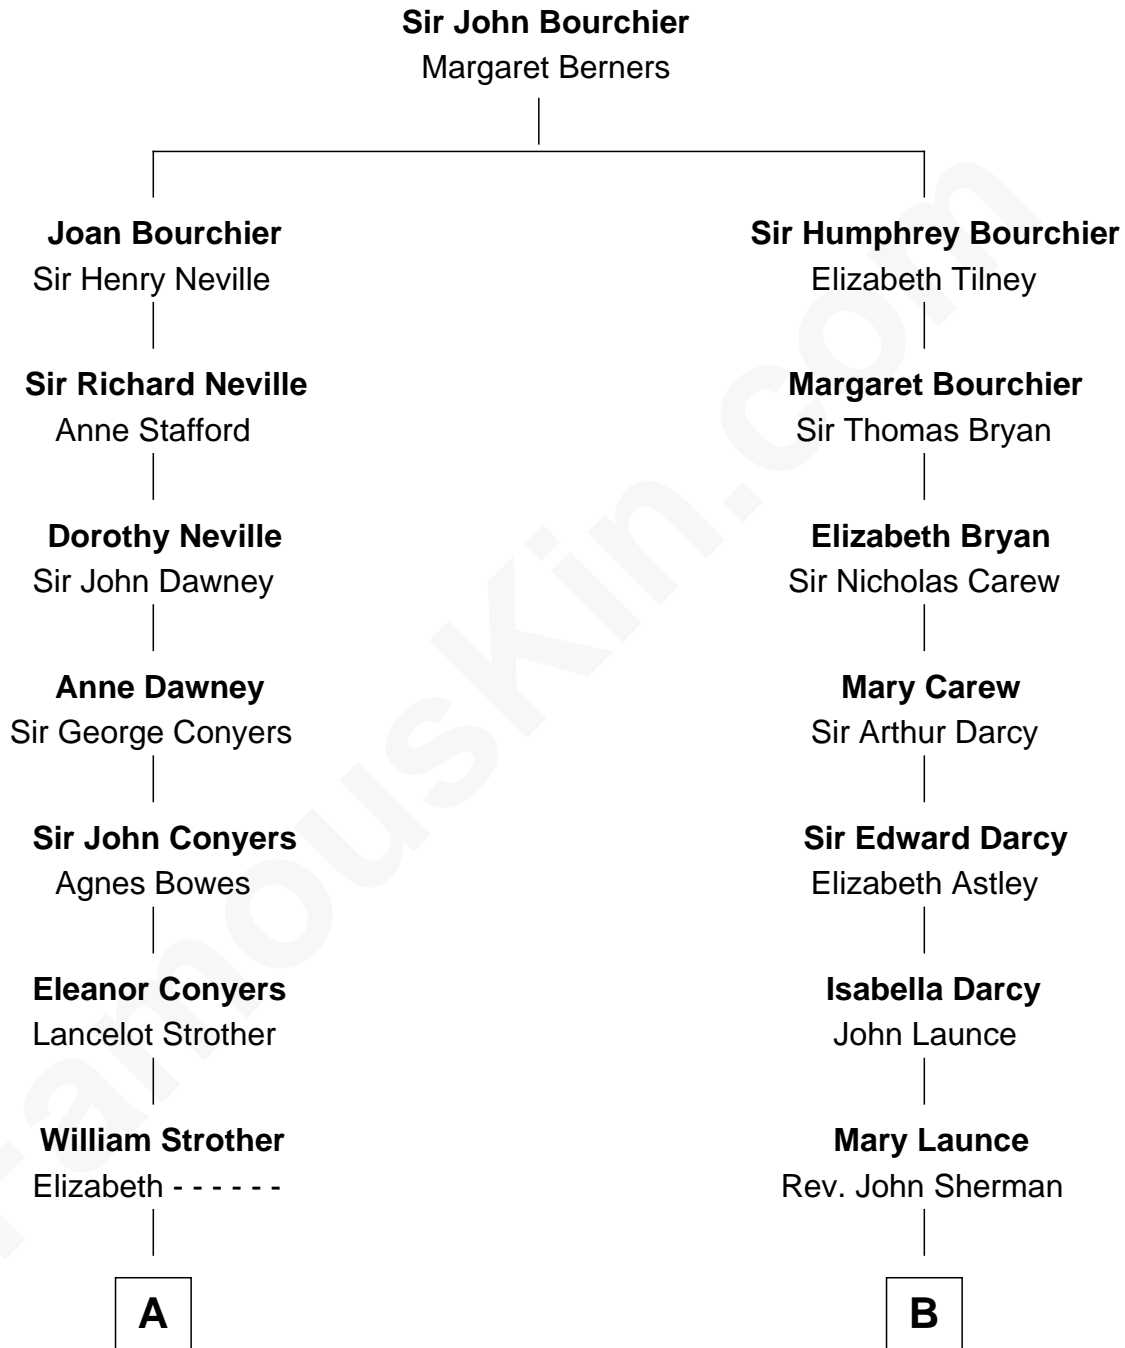 Sir John Bourchier
Margaret Berners
Joan Bourchier
Sir Henry Neville
Sir Richard Neville
Anne Stafford
Dorothy Neville
Sir John Dawney
Anne Dawney
Sir George Conyers
Sir John Conyers
Agnes Bowes
Eleanor Conyers
Lancelot Strother
William Strother
Elizabeth - - - - - -
A
Sir Humphrey Bourchier
Elizabeth Tilney
Margaret Bourchier
Sir Thomas Bryan
Elizabeth Bryan
Sir Nicholas Carew
Mary Carew
Sir Arthur Darcy
Sir Edward Darcy
Elizabeth Astley
Isabella Darcy
John Launce
Mary Launce
Rev. John Sherman
B
FamousKin.com